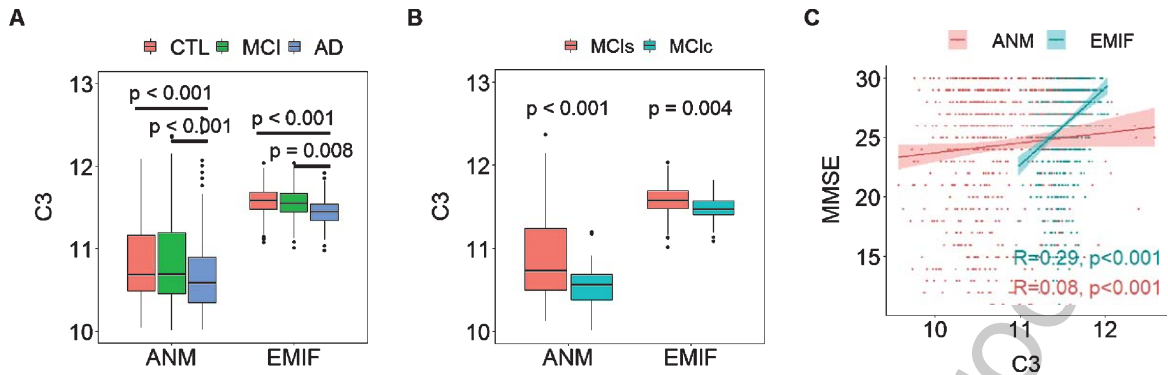 A
CTL MCI AD
C3
13
12
11
10
p < 0.001
p < 0.001
p < 0.001
p = 0.008
ANM EMIF
B
MCIs MCIc
C3
13
12
11
10
p < 0.001 p = 0.004
ANM EMIF
C
ANM EMIF
MMSE
30
25
20
15
R=0.29, p<0.001
R=0.08, p<0.001
10 11 12
C3